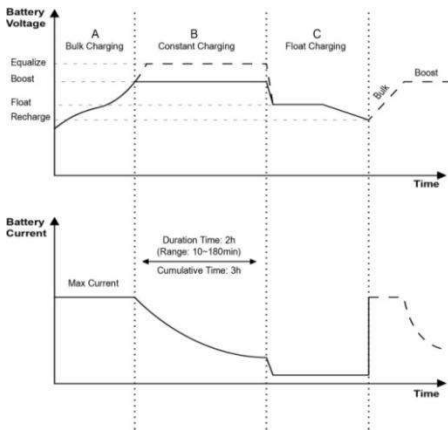 Battery
Voltage
A
Bulk Charging
B
Constant Charging
C
Float Charging
Equalize
Boost
Float
Recharge
Bulk
Boost
Time
Battery
Current
Duration Time: 2h
(Range: 10~180min)
Cumulative Time: 3h
Max Current
Time